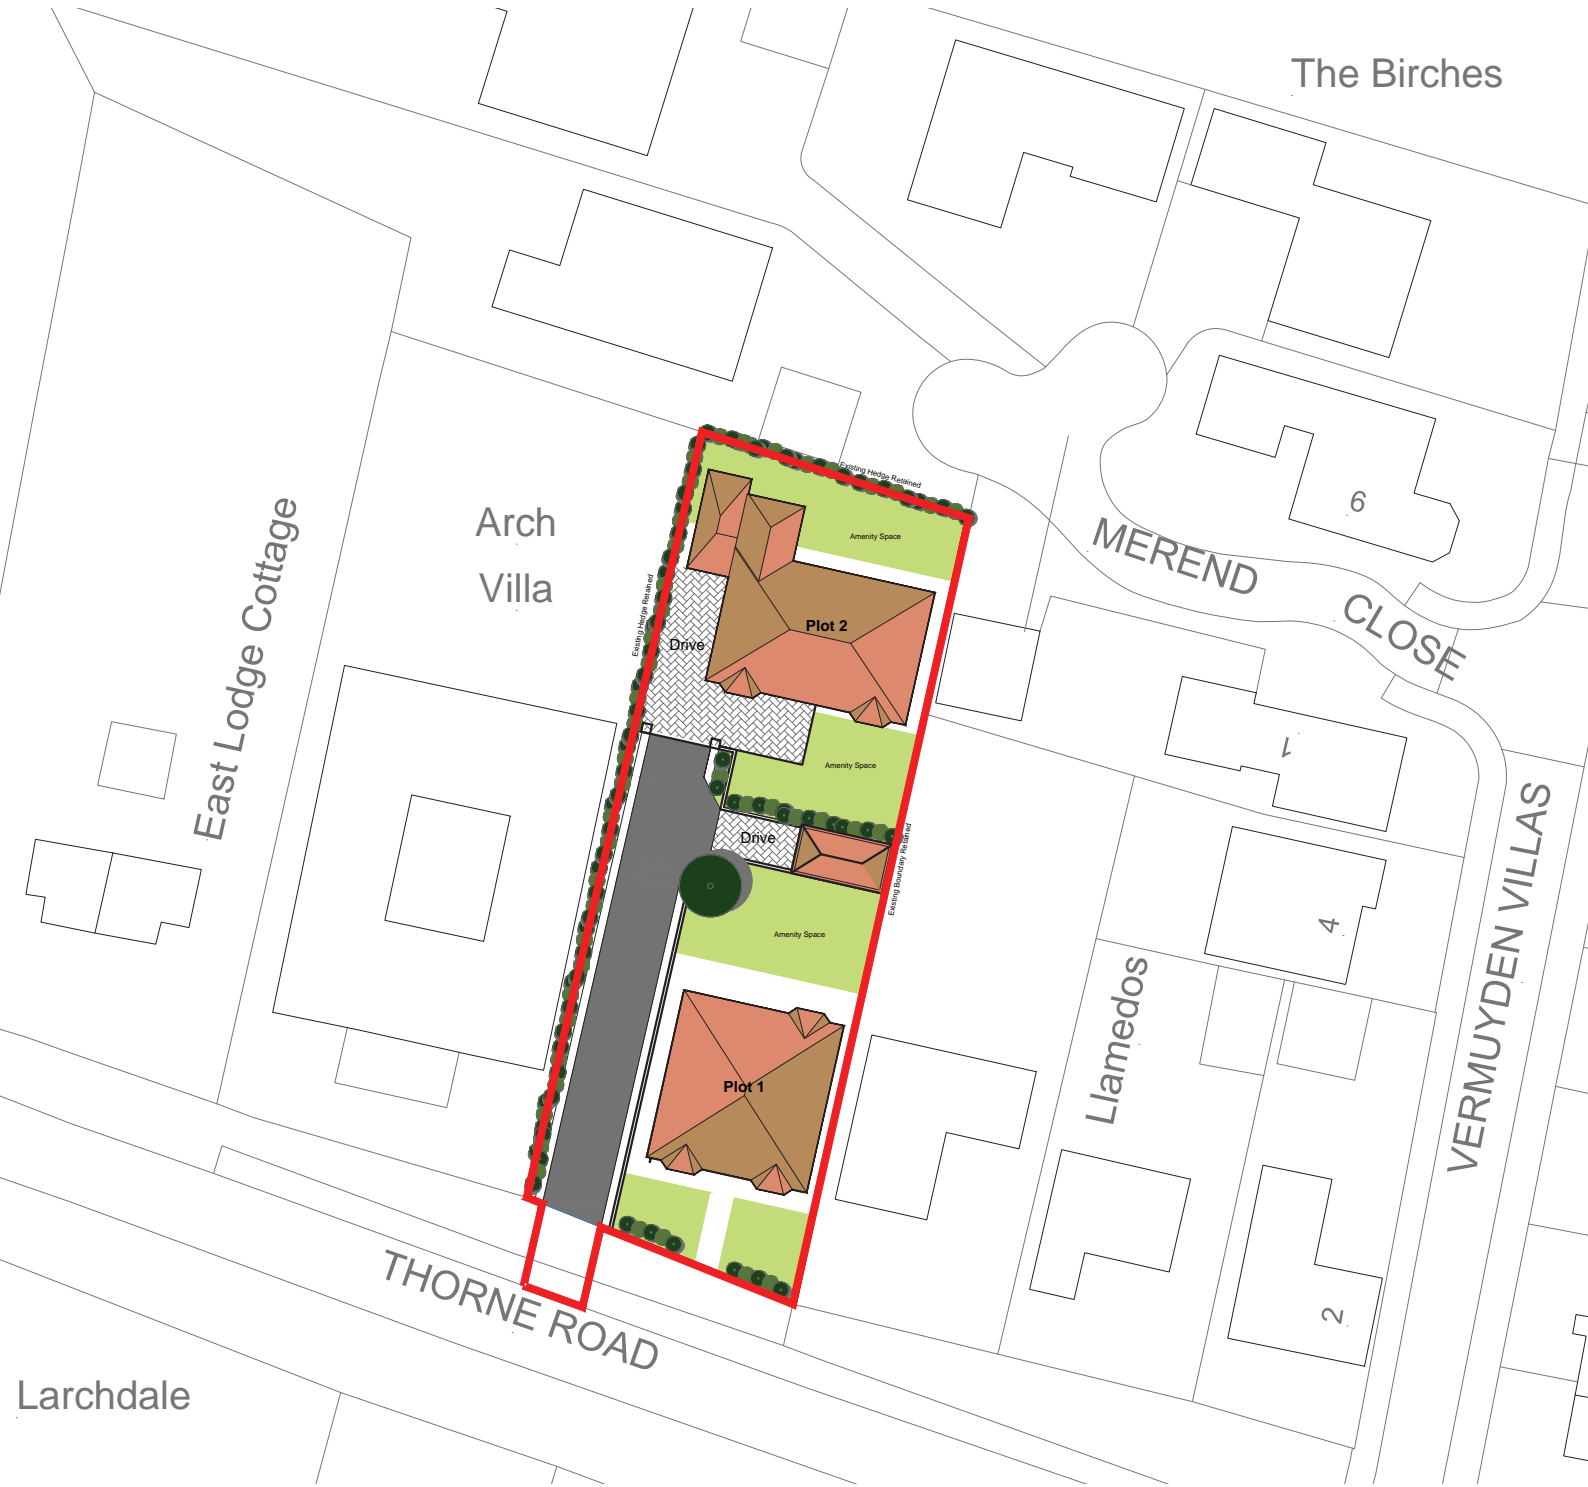 The Birches
Existing Hedge Retained
Arch
Villa
Amenity Space
6
MEREND
CLOSE
East Lodge Cottage
Existing Hedge Retained
Plot 2
Drive
Amenity Space
1
Drive
Existing Boundary Retained
Amenity Space
4
VERMUYDEN VILLAS
Llamedos
Plot 1
THORNE ROAD
2
Larchdale